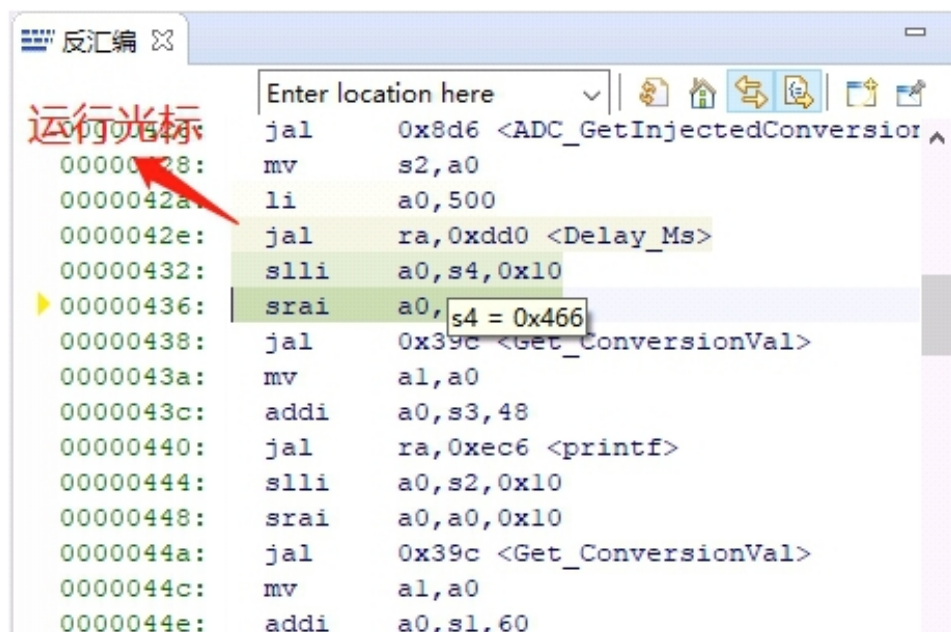 反汇编
Enter location here
运行光标
jal 0x8d6 <ADC_GetInjectedConversion
mv s2,a0
0000042a: li a0,500
0000042e: jal ra,0xdd0 <Delay_Ms>
00000432: slli a0,s4,0x10
00000436: srai a0,
s4 = 0x466
00000438: jal 0x39c <Get_ConversionVal>
0000043a: mv a1,a0
0000043c: addi a0,s3,48
00000440: jal ra,0xec6 <printf>
00000444: slli a0,s2,0x10
00000448: srai a0,a0,0x10
0000044a: jal 0x39c <Get_ConversionVal>
0000044c: mv a1,a0
0000044e: addi a0,s1,60